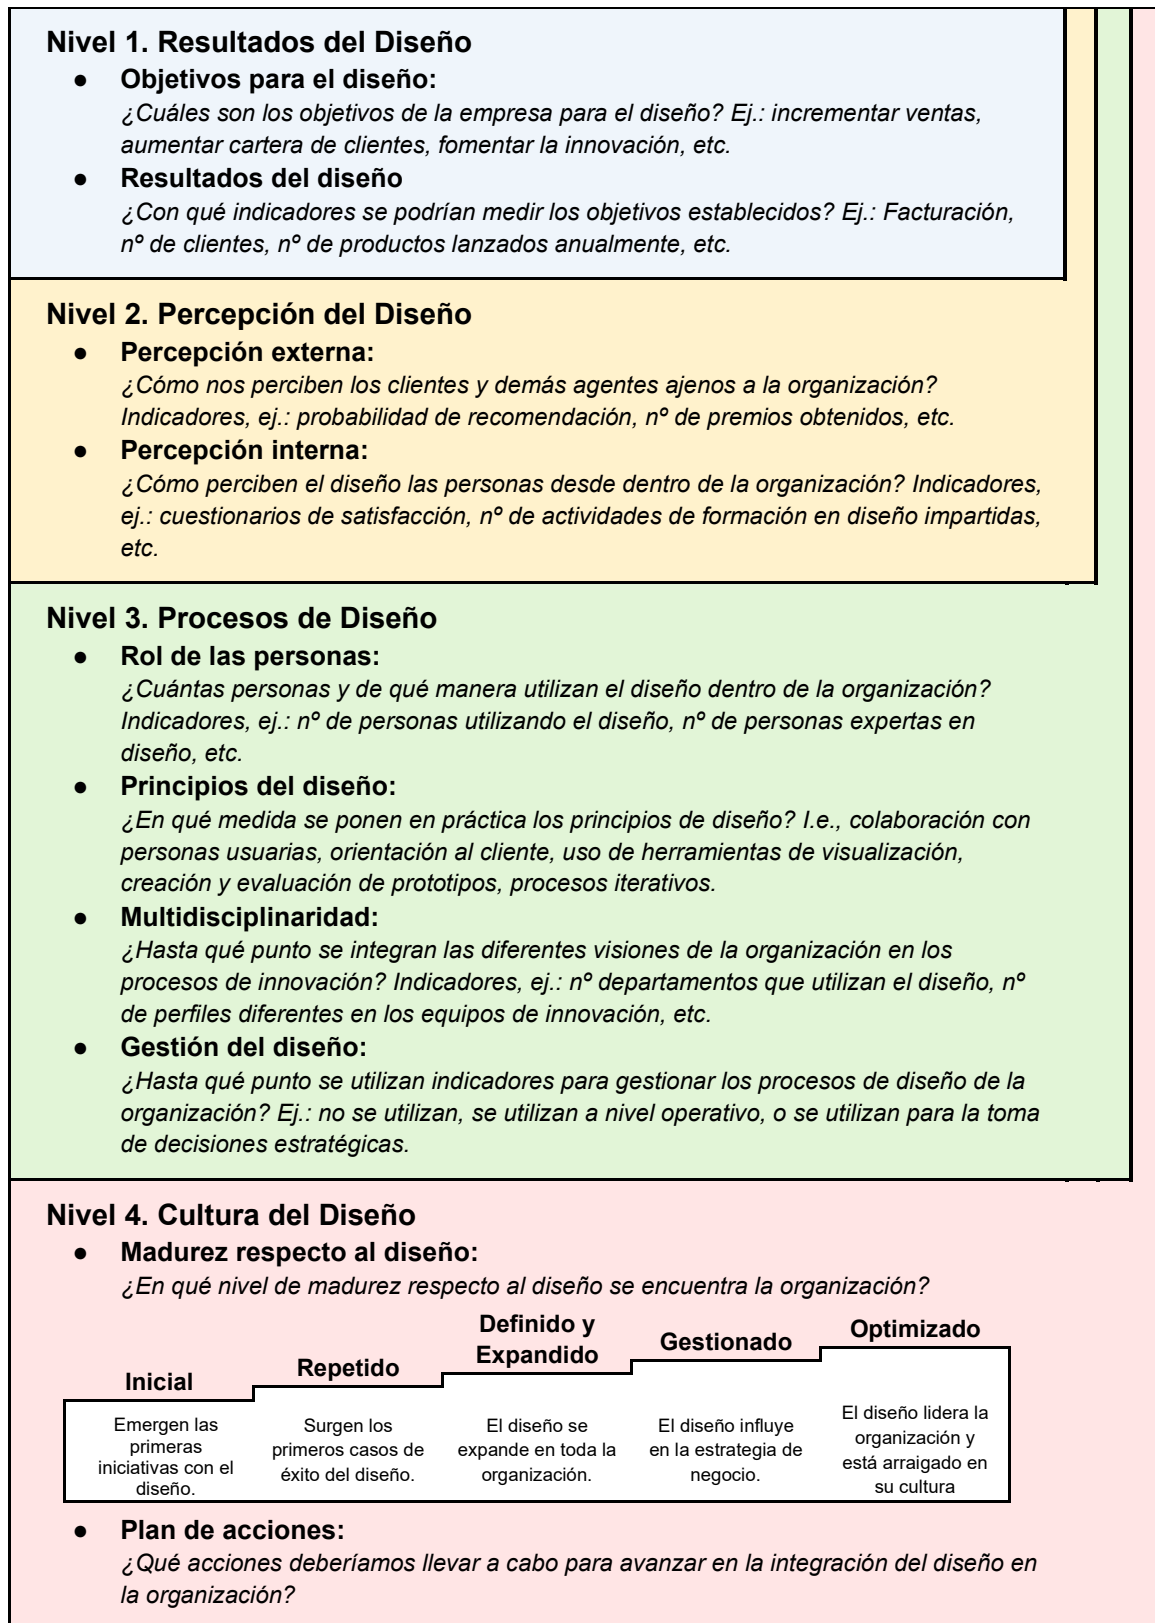 Nivel 1. Resultados del Diseño
● Objetivos para el diseño:
¿Cuáles son los objetivos de la empresa para el diseño? Ej.: incrementar ventas,
aumentar cartera de clientes, fomentar la innovación, etc.
● Resultados del diseño
¿Con qué indicadores se podrían medir los objetivos establecidos? Ej.: Facturación,
nº de clientes, nº de productos lanzados anualmente, etc.
Nivel 2. Percepción del Diseño
● Percepción externa:
¿Cómo nos perciben los clientes y demás agentes ajenos a la organización?
Indicadores, ej.: probabilidad de recomendación, nº de premios obtenidos, etc.
● Percepción interna:
¿Cómo perciben el diseño las personas desde dentro de la organización? Indicadores,
ej.: cuestionarios de satisfacción, nº de actividades de formación en diseño impartidas,
etc.
Nivel 3. Procesos de Diseño
● Rol de las personas:
¿Cuántas personas y de qué manera utilizan el diseño dentro de la organización?
Indicadores, ej.: nº de personas utilizando el diseño, nº de personas expertas en
diseño, etc.
● Principios del diseño:
¿En qué medida se ponen en práctica los principios de diseño? I.e., colaboración con
personas usuarias, orientación al cliente, uso de herramientas de visualización,
creación y evaluación de prototipos, procesos iterativos.
● Multidisciplinaridad:
¿Hasta qué punto se integran las diferentes visiones de la organización en los
procesos de innovación? Indicadores, ej.: nº departamentos que utilizan el diseño, nº
de perfiles diferentes en los equipos de innovación, etc.
● Gestión del diseño:
¿Hasta qué punto se utilizan indicadores para gestionar los procesos de diseño de la
organización? Ej.: no se utilizan, se utilizan a nivel operativo, o se utilizan para la toma
de decisiones estratégicas.
Nivel 4. Cultura del Diseño
● Madurez respecto al diseño:
¿En qué nivel de madurez respecto al diseño se encuentra la organización?
Inicial
Emergen las
primeras
iniciativas con el
diseño.
Repetido
Surgen los
primeros casos de
éxito del diseño.
Definido y
Expandido
El diseño se
expande en toda la
organización.
Gestionado
El diseño influye
en la estrategia de
negocio.
Optimizado
El diseño lidera la
organización y
está arraigado en
su cultura
● Plan de acciones:
¿Qué acciones deberíamos llevar a cabo para avanzar en la integración del diseño en
la organización?